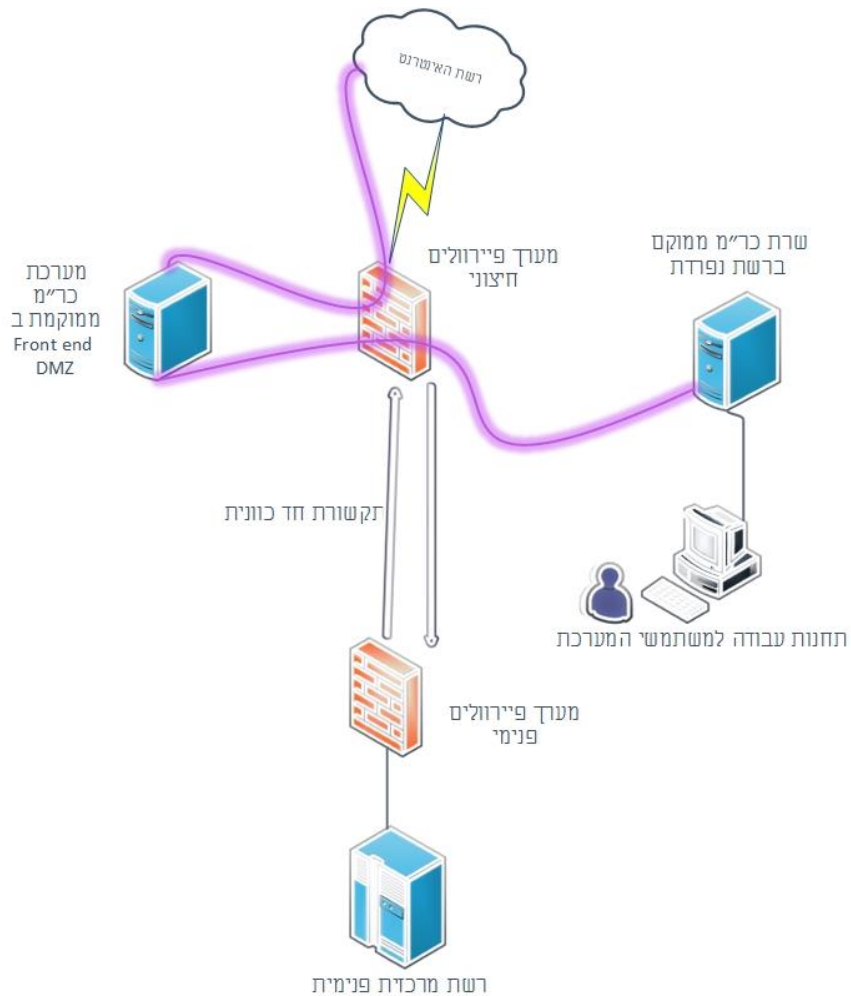 רשת האינטרנט
מערך פיירוולים
חיצוני
שרת כר״מ ממוקם
ברשת נפרדת
מערכת
כר״מ
ממוקמת ב
Front end
DMZ
תקשורת חד כוונית
תחנות עבודה למשתמשי המערכת
מערך פיירוולים
פנימי
רשת מרכזית פנימית